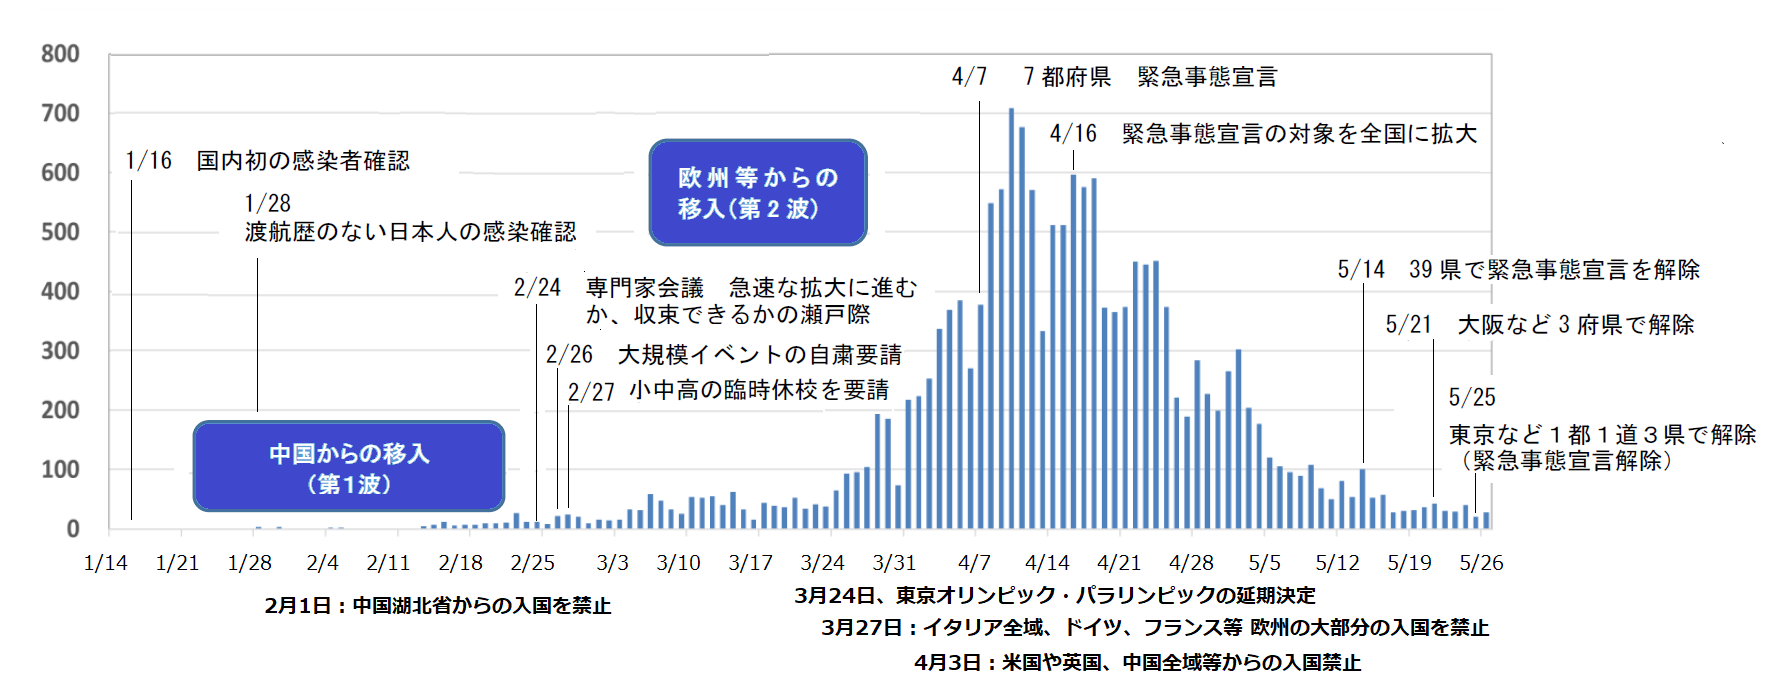 800
700
600
500
400
300
200
100
0
1/16　国内初の感染者確認
1/28
渡航歴のない日本人の感染確認
中国からの移入
（第１波）
2/24　専門家会議　急速な拡大に進む
か、収束できるかの瀬戸際
2/26　大規模イベントの自粛要請
2/27 小中高の臨時休校を要請
欧州等からの
移入（第２波）
4/7　７都府県　緊急事態宣言
4/16　緊急事態宣言の対象を全国に拡大
5/14　39県で緊急事態宣言を解除
5/21　大阪など３府県で解除
5/25
東京など１都１道３県で解除
（緊急事態宣言解除）
1/14 1/21 1/28 2/4 2/11 2/18 2/25 3/3 3/10 3/17 3/24 3/31 4/7 4/14 4/21 4/28 5/5 5/12 5/19 5/26
2月1日：中国湖北省からの入国を禁止
3月24日、東京オリンピック・パラリンピックの延期決定
3月27日：イタリア全域、ドイツ、フランス等 欧州の大部分の入国を禁止
4月3日：米国や英国、中国全域等からの入国禁止